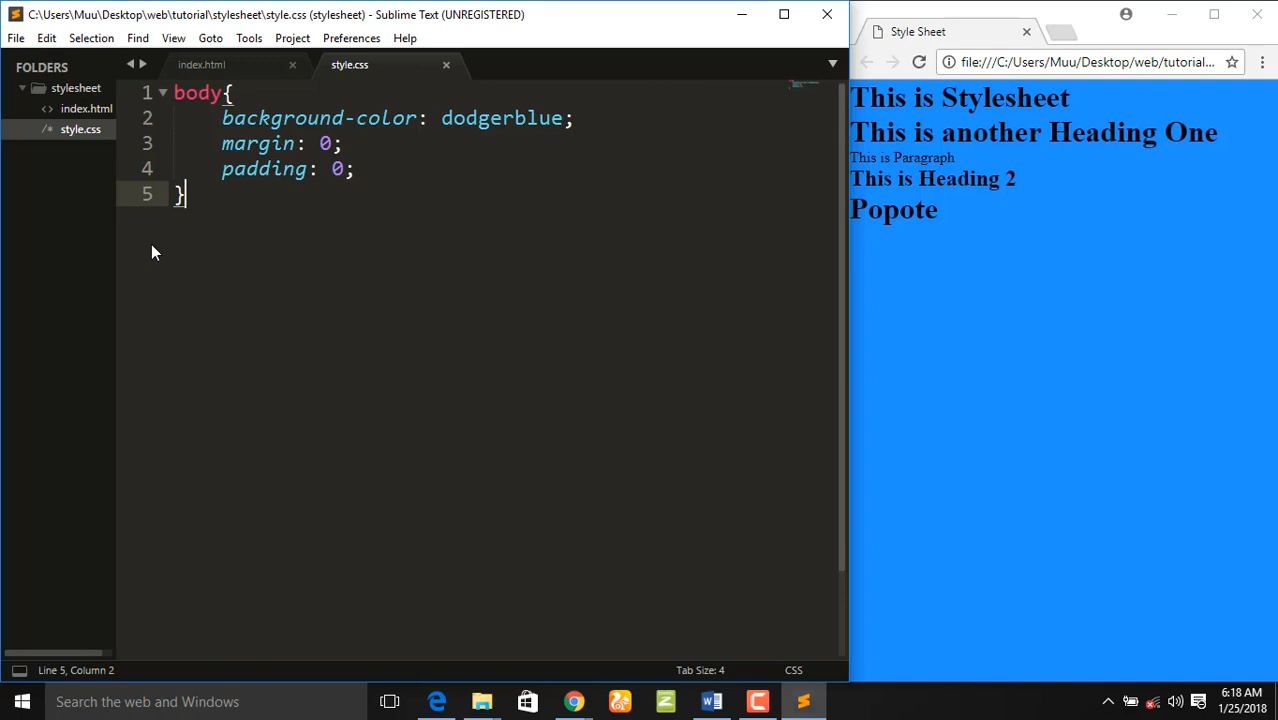 C:\Users\Muu\Desktop\web\tutorial\stylesheet\style.css (stylesheet) - Sublime Text (UNREGISTERED)
File Edit Selection Find View Goto Tools Project Preferences Help
FOLDERS
stylesheet
<> index.html
/* style.css
index.html
style.css
1 body{
2 background-color: dodgerblue;
3 margin: 0;
4 padding: 0;
5 }
Line 5, Column 2
Tab Size: 4
CSS
Style Sheet
file:///C:/Users/Muu/Desktop/web/tutorial...
This is Stylesheet
This is another Heading One
This is Paragraph
This is Heading 2
Popote
Search the web and Windows
6:18 AM
1/25/2018